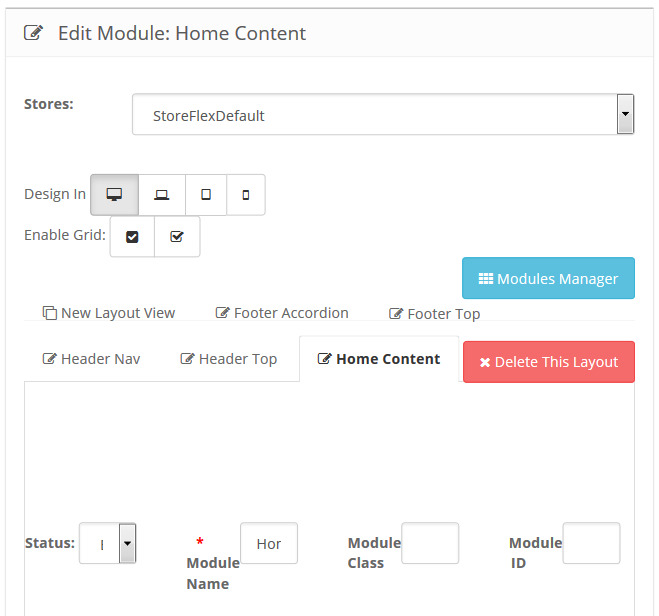 Edit Module: Home Content
Stores:
StoreFlexDefault
Design In
Enable Grid:
Modules Manager
New Layout View Footer Accordion Footer Top
Header Nav Header Top Home Content Delete This Layout
Status: * Hor Module Module
Module Class ID
Name